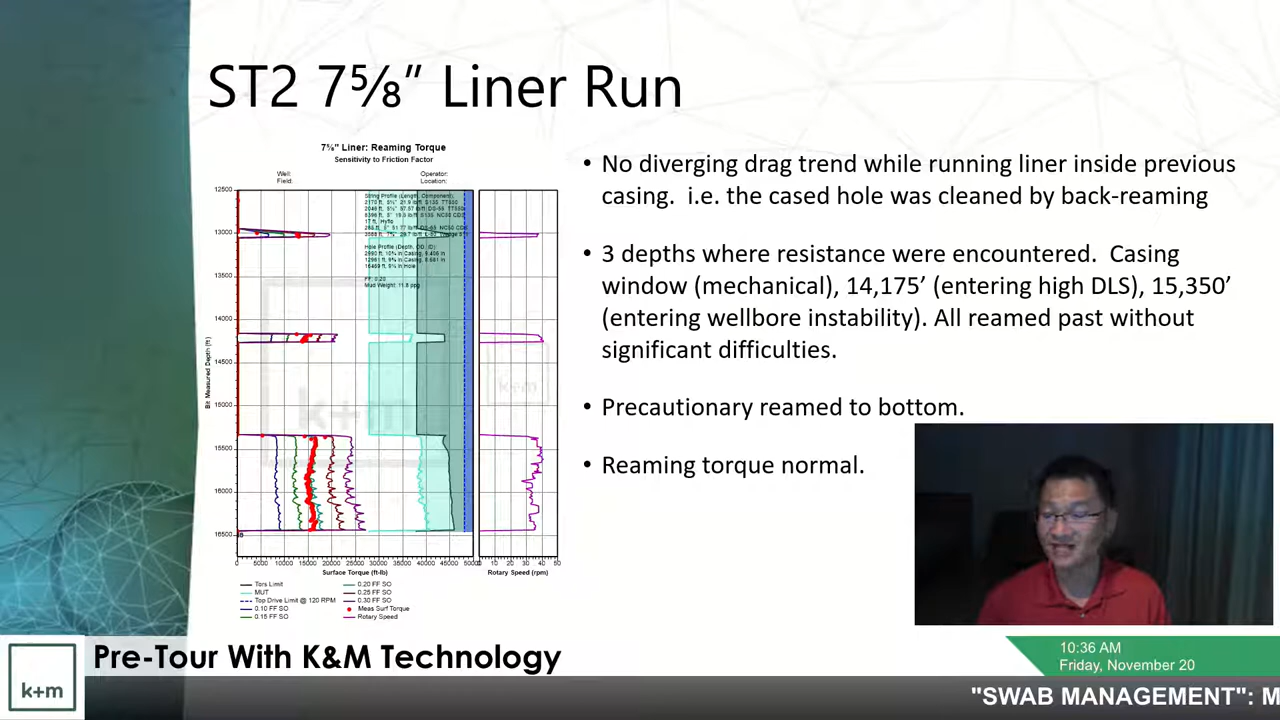 ST2 7⅝” Liner Run
7⅝" Liner: Reaming Torque
Sensitivity to Friction Factor
Well:
Field:
Operator:
Location:
12500
13000
13500
14000
14500
15000
15500
16000
16500
Bit Measured Depth (ft)
FF: 0.20
Mud Weight: 11.8 ppg
k+m
0 5000 10000 15000 20000 25000 30000 35000 40000 45000
Surface Torque (ft-lb)
10 20 30 40 50
Rotary Speed (rpm)
Tors Limit
MUT
Top Drive Limit @ 120 RPM
0.10 FF SO
0.15 FF SO
0.20 FF SO
0.25 FF SO
0.30 FF SO
Meas Surf Torque
Rotary Speed
• No diverging drag trend while running liner inside previous
casing. i.e. the cased hole was cleaned by back-reaming
• 3 depths where resistance were encountered. Casing
window (mechanical), 14,175’ (entering high DLS), 15,350’
(entering wellbore instability). All reamed past without
significant difficulties.
• Precautionary reamed to bottom.
• Reaming torque normal.
k+m
Pre-Tour With K&M Technology
10:36 AM
Friday, November 20
"SWAB MANAGEMENT": M